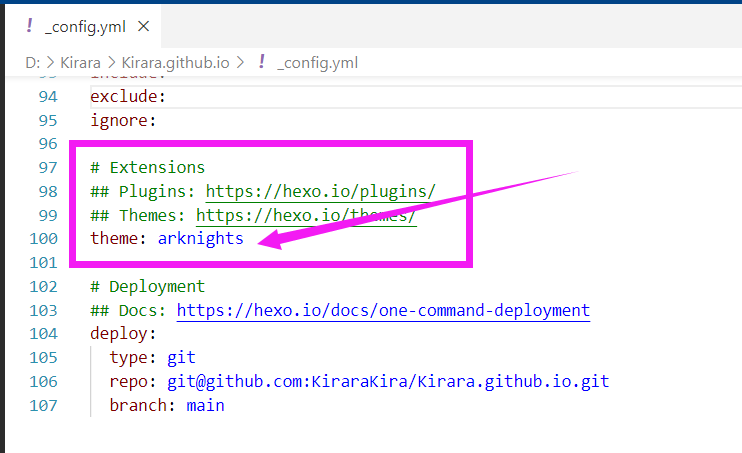 ! _config.yml ×
D: > Kirara > Kirara.github.io > ! _config.yml
94 exclude:
95 ignore:
96
97 # Extensions
98 ## Plugins: https://hexo.io/plugins/
99 ## Themes: https://hexo.io/themes/
100 theme: arknights
101
102 # Deployment
103 ## Docs: https://hexo.io/docs/one-command-deployment
104 deploy:
105 type: git
106 repo: git@github.com:KiraraKira/Kirara.github.io.git
107 branch: main